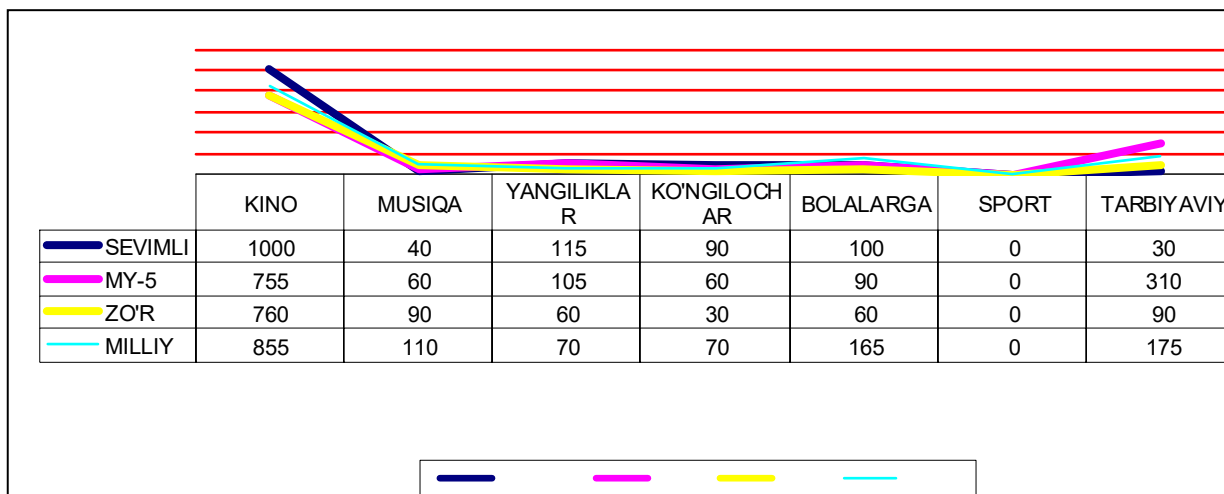 KINO MUSIQA YANGILIKLA KO'NGILOCH BOLALARGA SPORT TARBIYAVIY
R AR
SEVIMLI 1000 40 115 90 100 0 30
MY-5 755 60 105 60 90 0 310
ZO'R 760 90 60 30 60 0 90
MILLIY 855 110 70 70 165 0 175